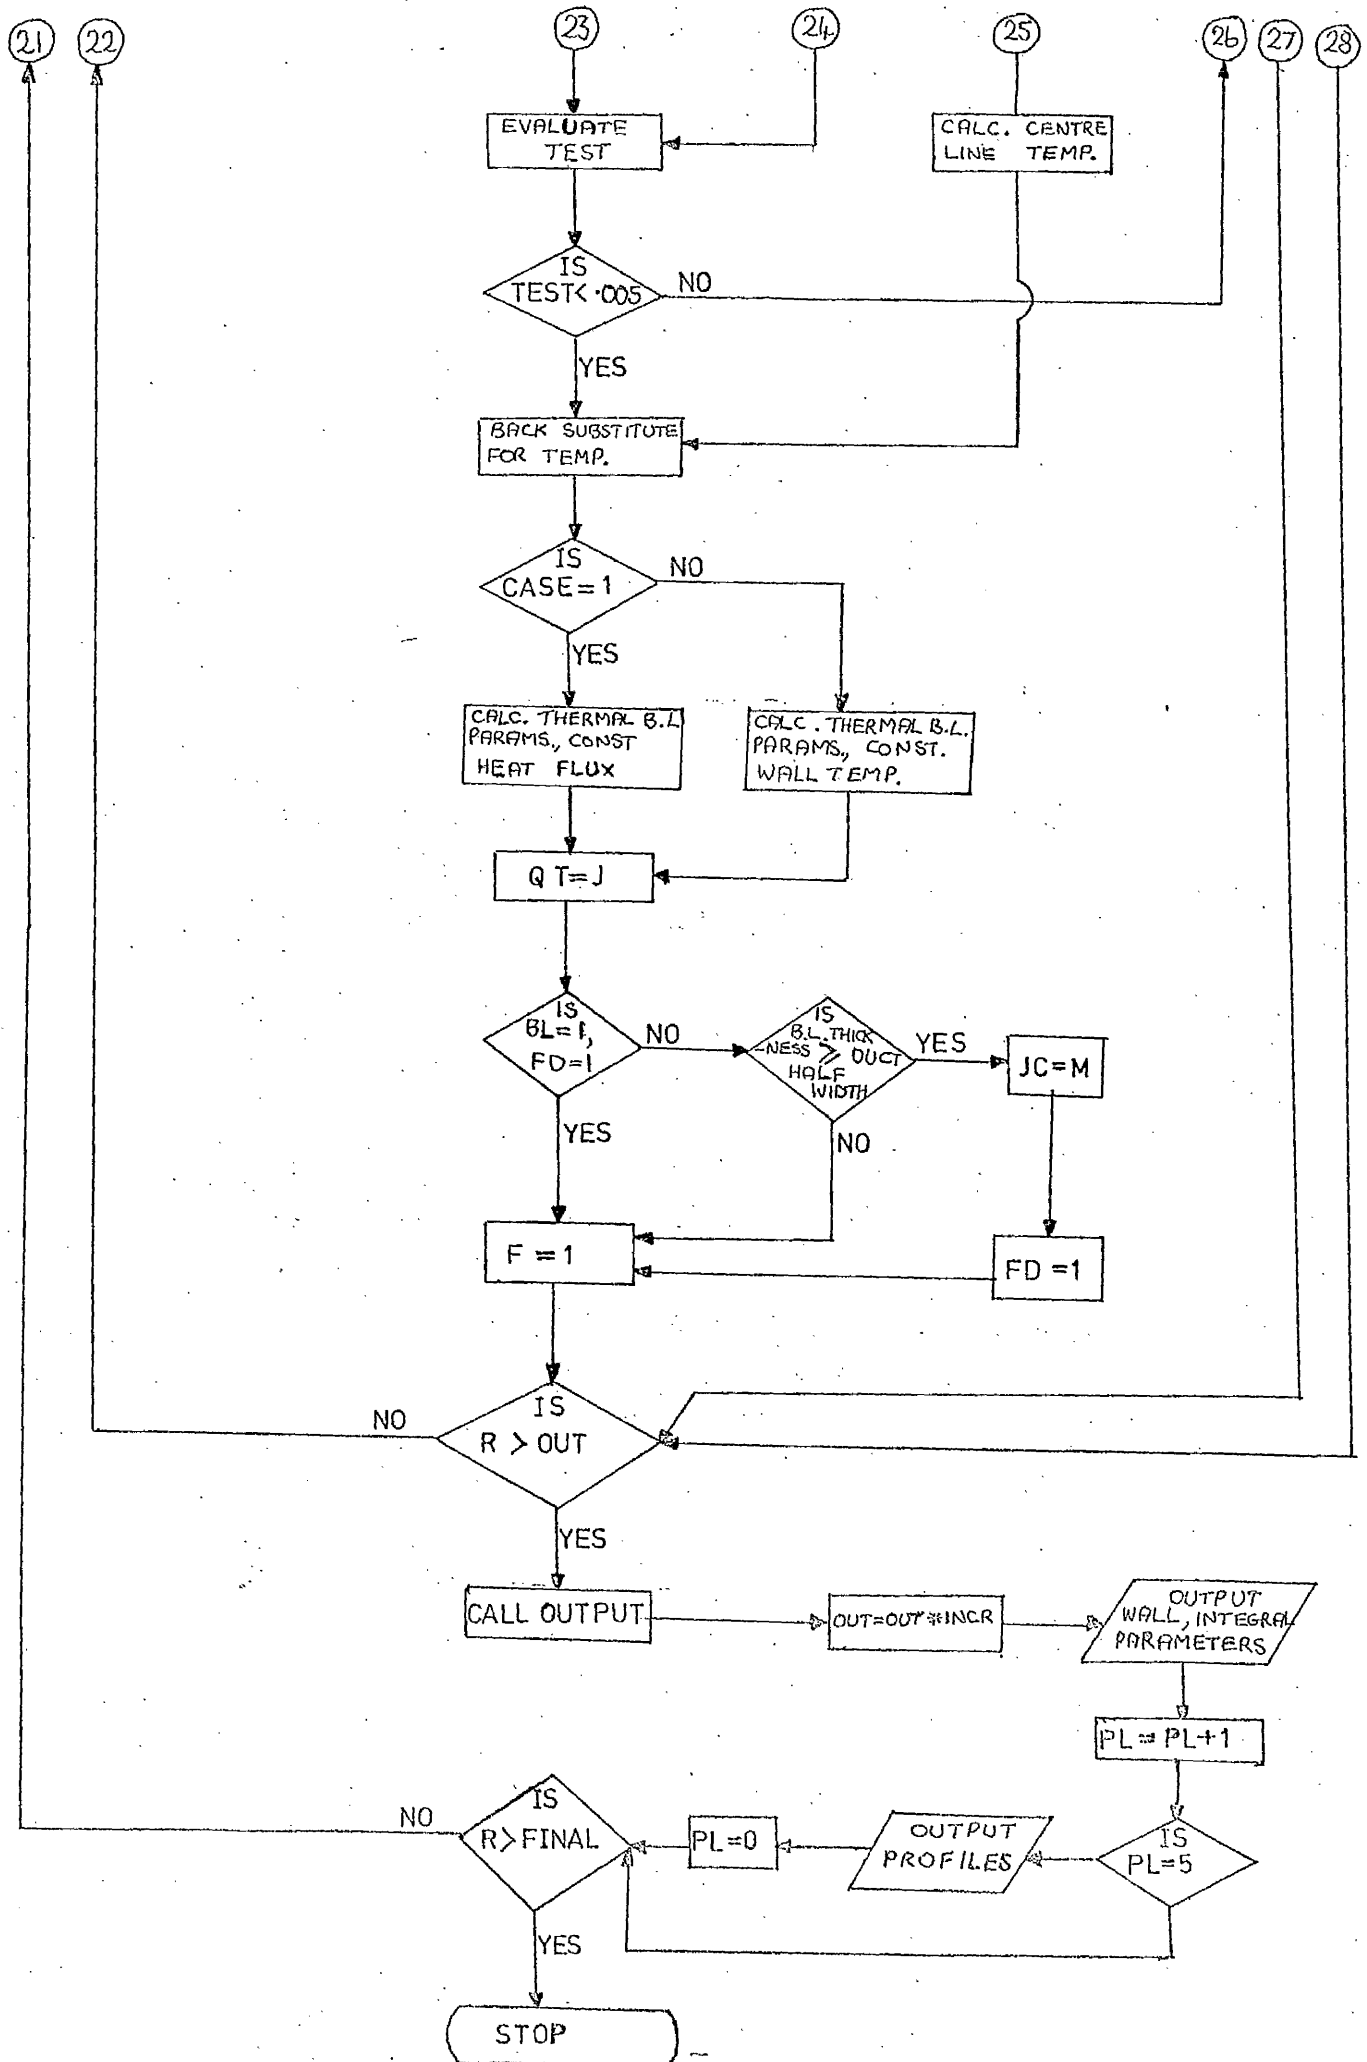 21
22
23
24
25
26
27
28
EVALUATE
TEST
CALC. CENTRE
LINE TEMP.
IS
TEST< ·005
NO
YES
BACK SUBSTITUTE
FOR TEMP.
IS
CASE=1
NO
YES
CALC. THERMAL B.L
PARAMS., CONST
HEAT FLUX
CALC. THERMAL B.L.
PARAMS., CONST.
WALL TEMP.
QT=J
IS
BL=1,
FD=1
NO
IS
B.L. THICK
-NESS ⩾ DUCT
HALF
WIDTH
YES
JC=M
YES
NO
F =1
FD =1
IS
R > OUT
NO
YES
CALL OUTPUT
OUT=OUT*INCR
OUTPUT
WALL, INTEGRAL
PARAMETERS
PL=PL+1
IS
PL=5
OUTPUT
PROFILES
PL=0
IS
R>FINAL
NO
YES
STOP